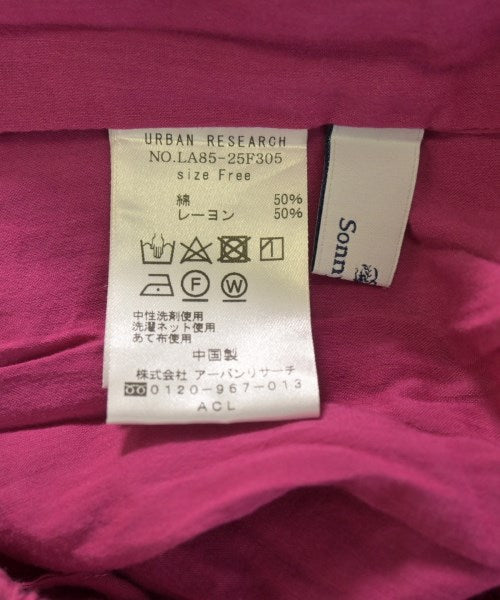 URBAN RESEARCH
NO.LA85-25F305
size Free
綿 50%
レーヨン 50%
F W
中性洗剤使用
洗濯ネット使用
あて布使用
中国製
株式会社 アーバンリサーチ
0120-967-013
ACL
Sonn